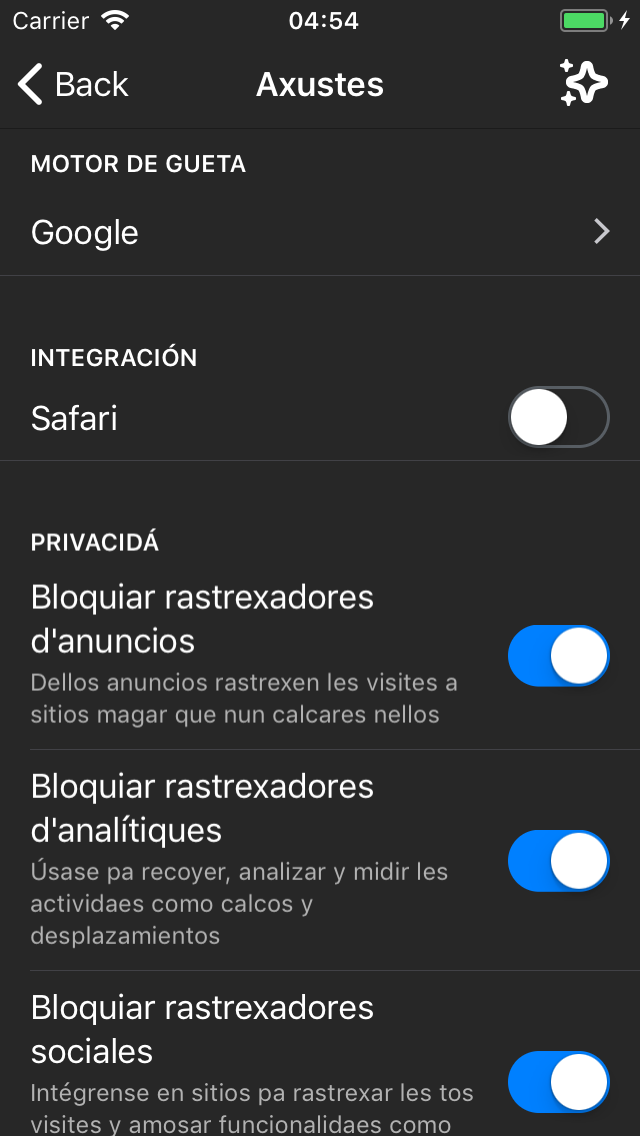 Carrier 04:54
Back Axustes
MOTOR DE GUETA
Google
INTEGRACIÓN
Safari
PRIVACIDÁ
Bloquiar rastrexadores
d'anuncios
Dellos anuncios rastrexen les visites a
sitios magar que nun calcares nellos
Bloquiar rastrexadores
d'analítiques
Úsase pa recoyer, analizar y midir les
actividaes como calcos y
desplazamientos
Bloquiar rastrexadores
sociales
Intégrense en sitios pa rastrexar les tos
visites y amosar funcionalidaes como